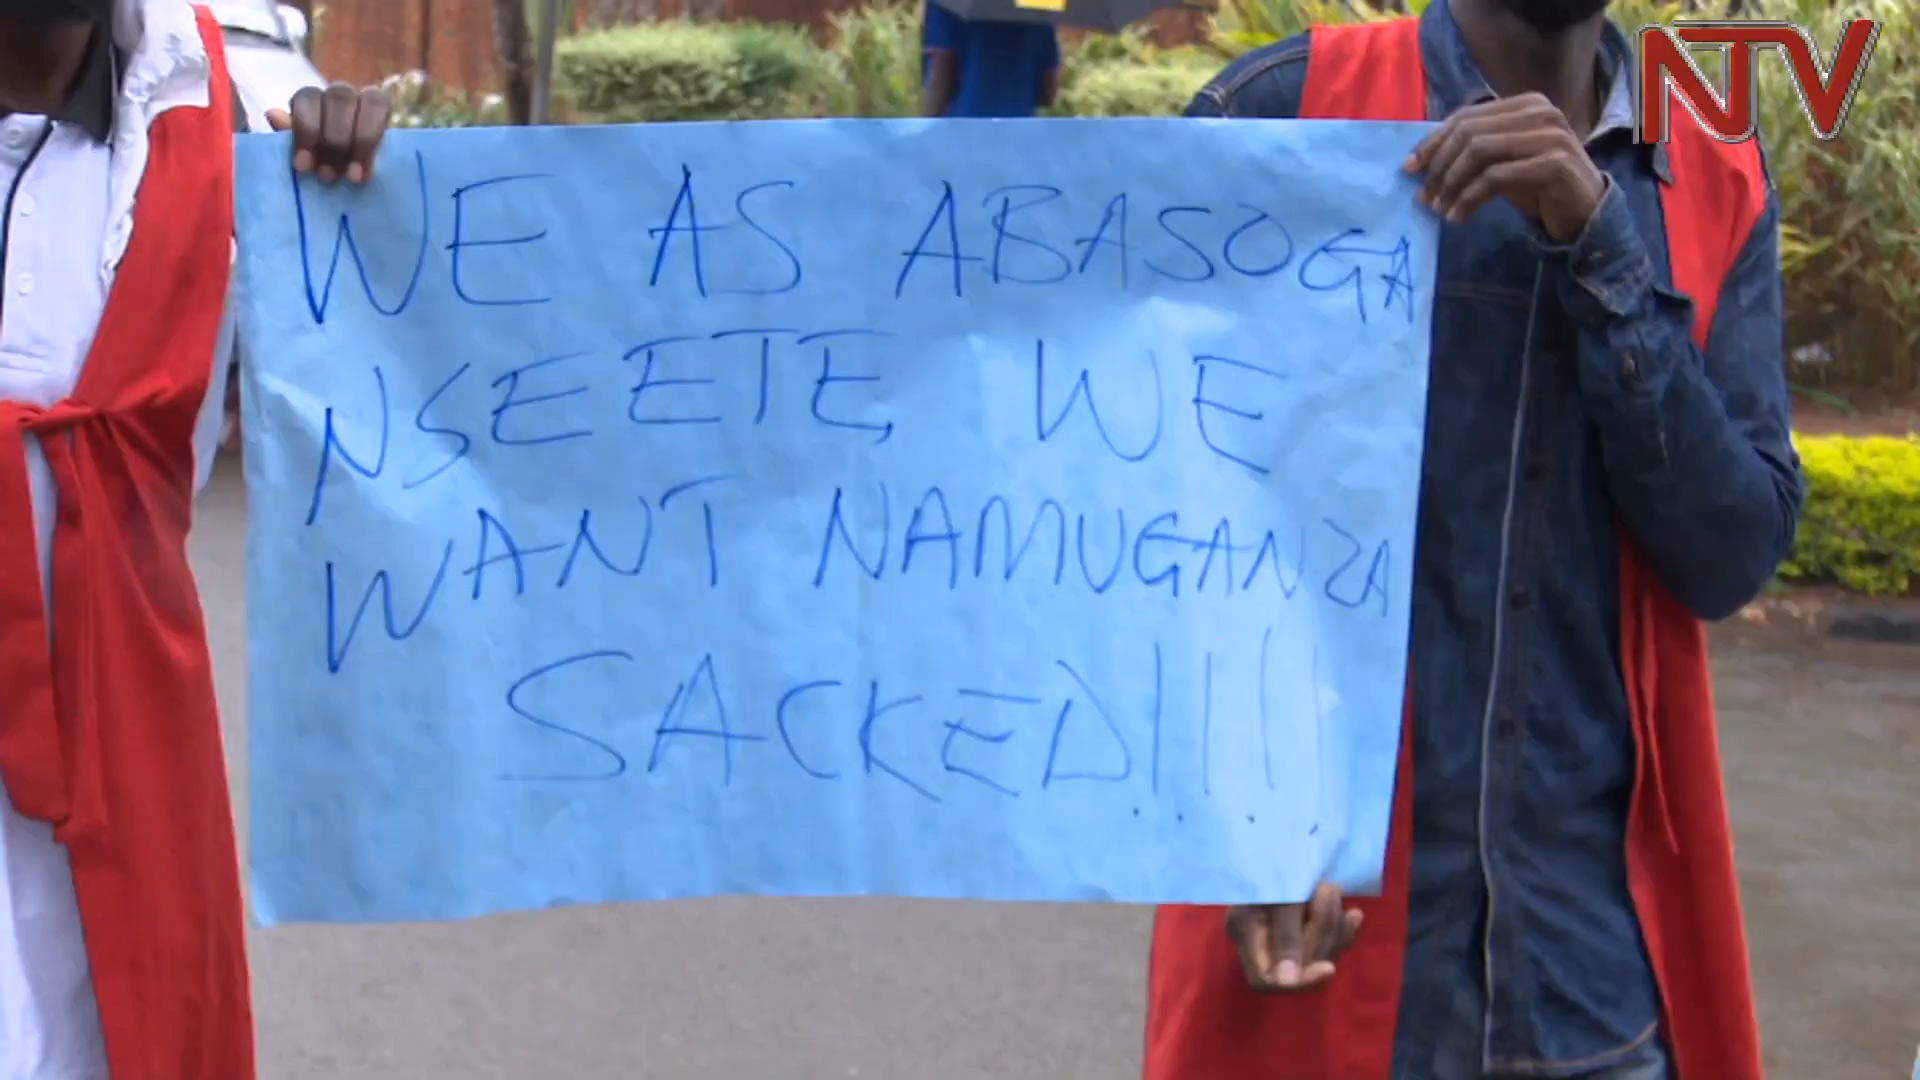 NTV
WE AS ABASOGA
NSEETE, WE
WANT NAMUGANZA
SACKED!!!!